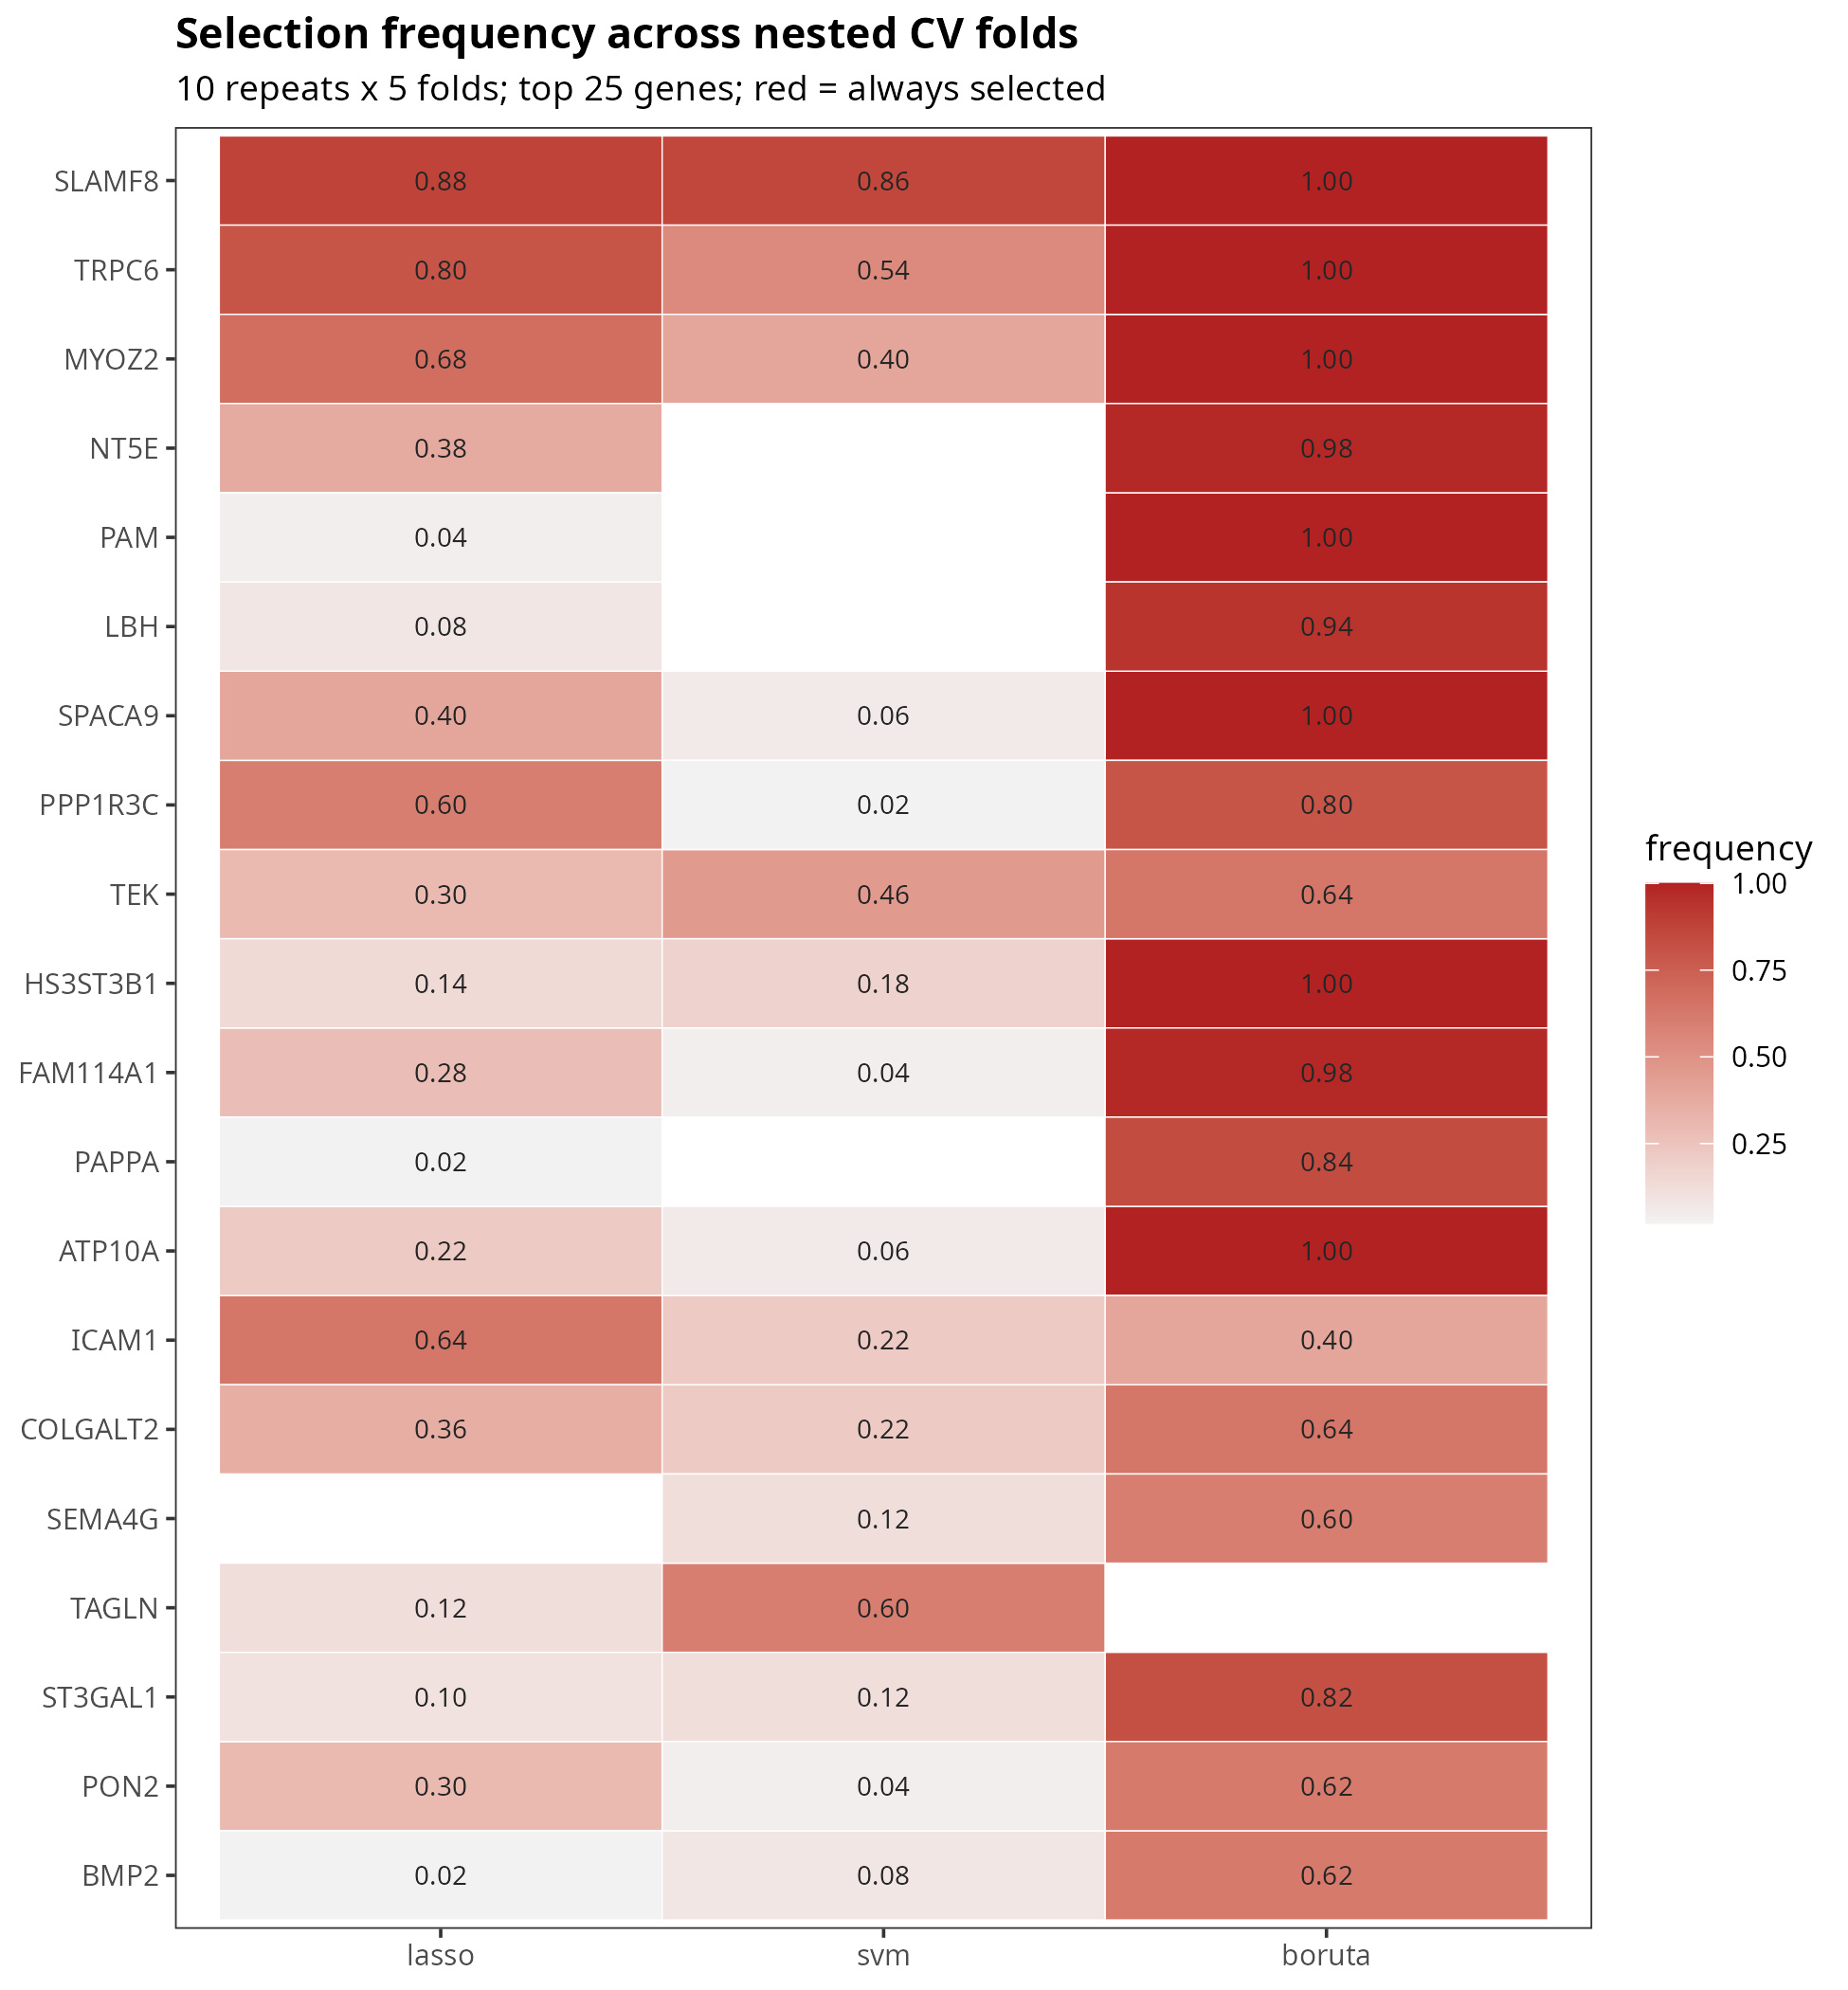 Selection frequency across nested CV folds
10 repeats x 5 folds; top 25 genes; red = always selected
SLAMF8 0.88 0.86 1.00
TRPC6 0.80 0.54 1.00
MYOZ2 0.68 0.40 1.00
NT5E 0.38 0.98
PAM 0.04 1.00
LBH 0.08 0.94
SPACA9 0.40 0.06 1.00
PPP1R3C 0.60 0.02 0.80
TEK 0.30 0.46 0.64
HS3ST3B1 0.14 0.18 1.00
FAM114A1 0.28 0.04 0.98
PAPPA 0.02 0.84
ATP10A 0.22 0.06 1.00
ICAM1 0.64 0.22 0.40
COLGALT2 0.36 0.22 0.64
SEMA4G 0.12 0.60
TAGLN 0.12 0.60
ST3GAL1 0.10 0.12 0.82
PON2 0.30 0.04 0.62
BMP2 0.02 0.08 0.62
lasso svm boruta
frequency
1.00
0.75
0.50
0.25